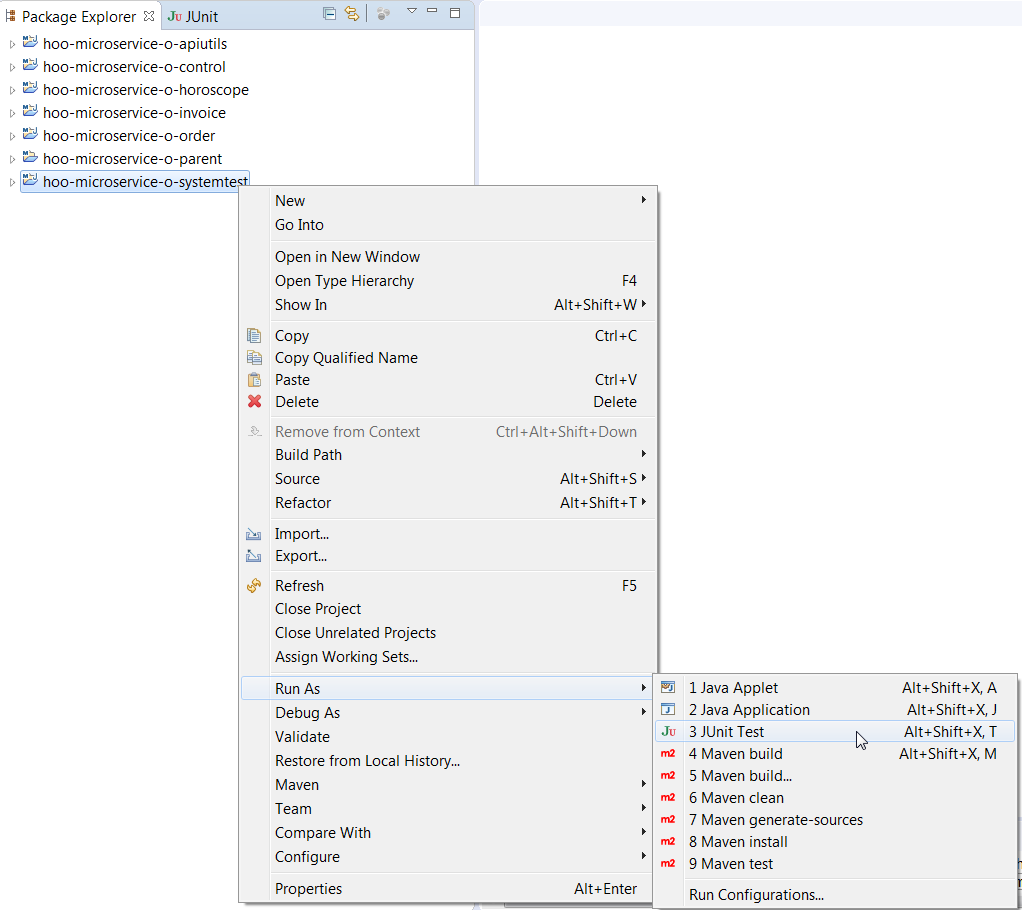 Package Explorer JUnit
hoo-microservice-o-apiutils
hoo-microservice-o-control
hoo-microservice-o-horoscope
hoo-microservice-o-invoice
hoo-microservice-o-order
hoo-microservice-o-parent
hoo-microservice-o-systemtest
New
Go Into
Open in New Window
Open Type Hierarchy F4
Show In Alt+Shift+W
Copy Ctrl+C
Copy Qualified Name
Paste Ctrl+V
Delete Delete
Remove from Context Ctrl+Alt+Shift+Down
Build Path
Source Alt+Shift+S
Refactor Alt+Shift+T
Import...
Export...
Refresh F5
Close Project
Close Unrelated Projects
Assign Working Sets...
Run As
Debug As
Validate
Restore from Local History...
Maven
Team
Compare With
Configure
Properties Alt+Enter
1 Java Applet Alt+Shift+X, A
2 Java Application Alt+Shift+X, J
3 JUnit Test Alt+Shift+X, T
m2 4 Maven build Alt+Shift+X, M
m2 5 Maven build...
m2 6 Maven clean
m2 7 Maven generate-sources
m2 8 Maven install
m2 9 Maven test
Run Configurations...